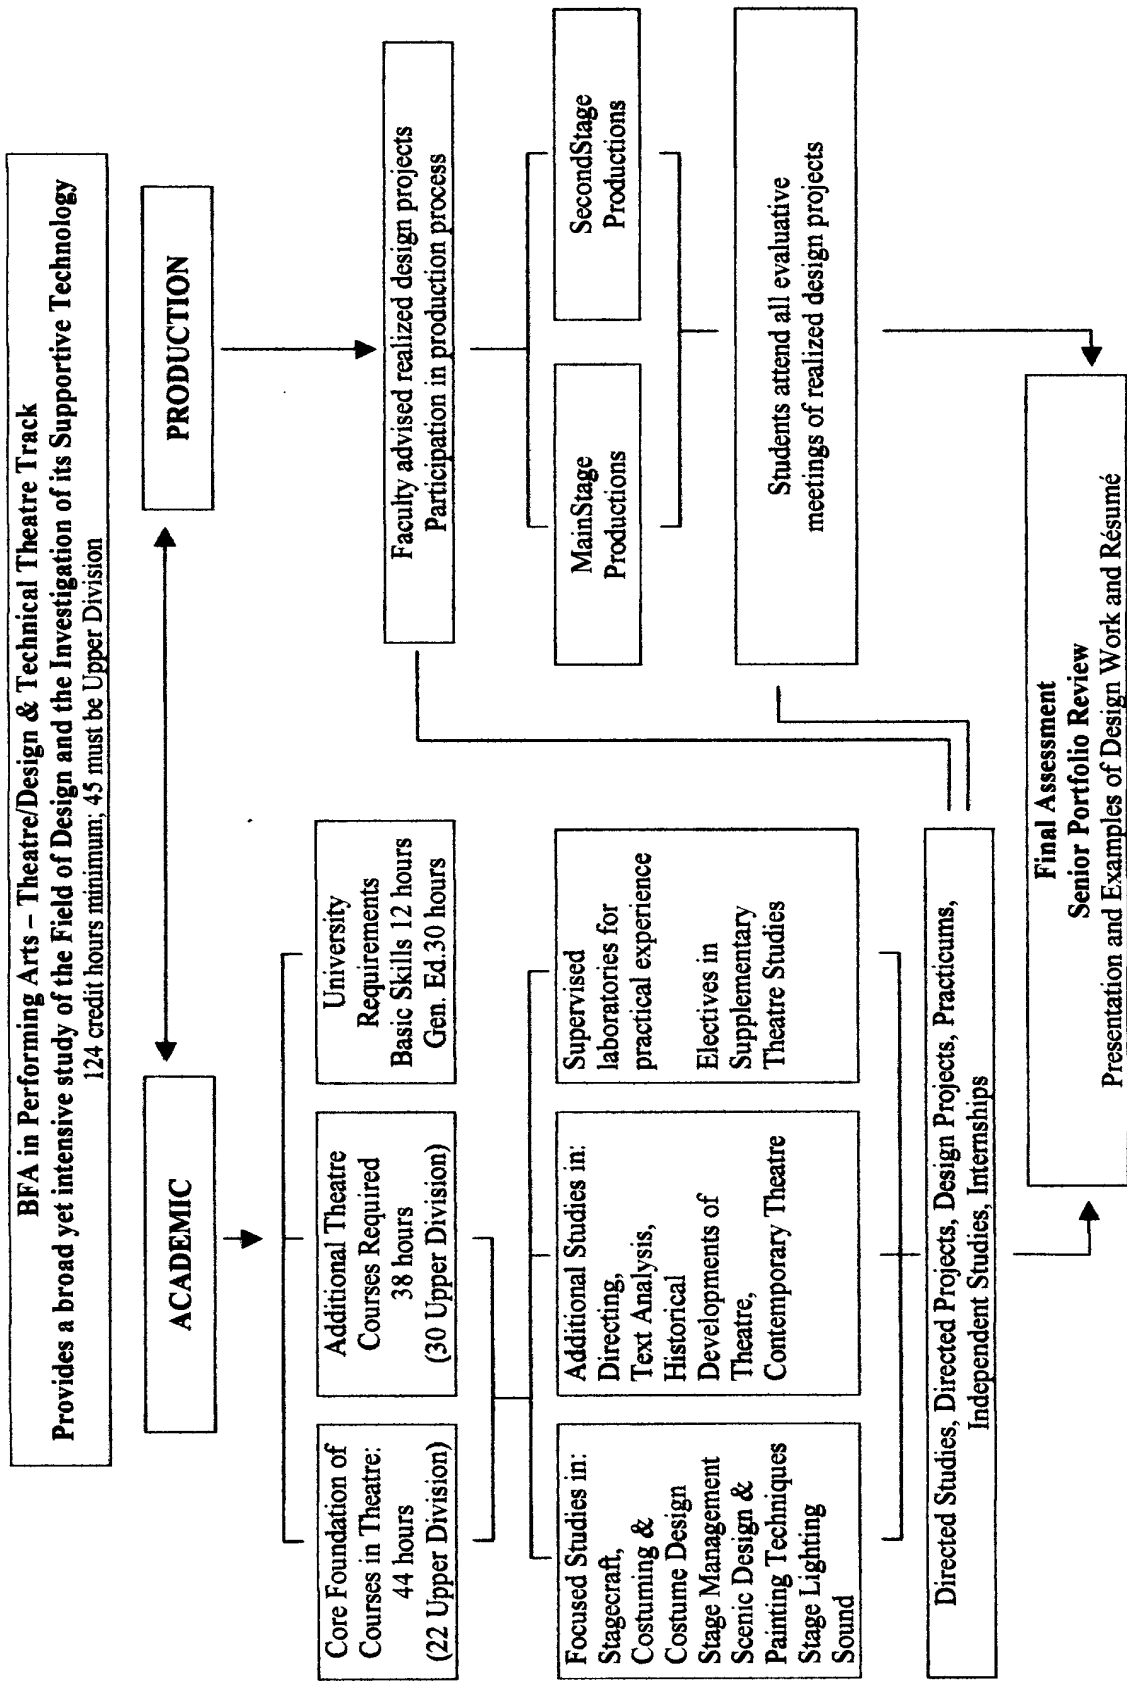 BFA in Performing Arts – Theatre/Design & Technical Theatre Track
Provides a broad yet intensive study of the Field of Design and the Investigation of its Supportive Technology
124 credit hours minimum; 45 must be Upper Division
ACADEMIC
PRODUCTION
Core Foundation of
Courses in Theatre:
44 hours
(22 Upper Division)
Additional Theatre
Courses Required
38 hours
(30 Upper Division)
University
Requirements
Basic Skills 12 hours
Gen. Ed.30 hours
Faculty advised realized design projects
Participation in production process
Focused Studies in:
Stagecraft,
Costuming &
Costume Design
Stage Management
Scenic Design &
Painting Techniques
Stage Lighting
Sound
Additional Studies in:
Directing,
Text Analysis,
Historical
Developments of
Theatre,
Contemporary Theatre
Supervised
laboratories for
practical experience
Electives in
Supplementary
Theatre Studies
MainStage
Productions
SecondStage
Productions
Students attend all evaluative
meetings of realized design projects
Directed Studies, Directed Projects, Design Projects, Practicums,
Independent Studies, Internships
Final Assessment
Senior Portfolio Review
Presentation and Examples of Design Work and Résumé